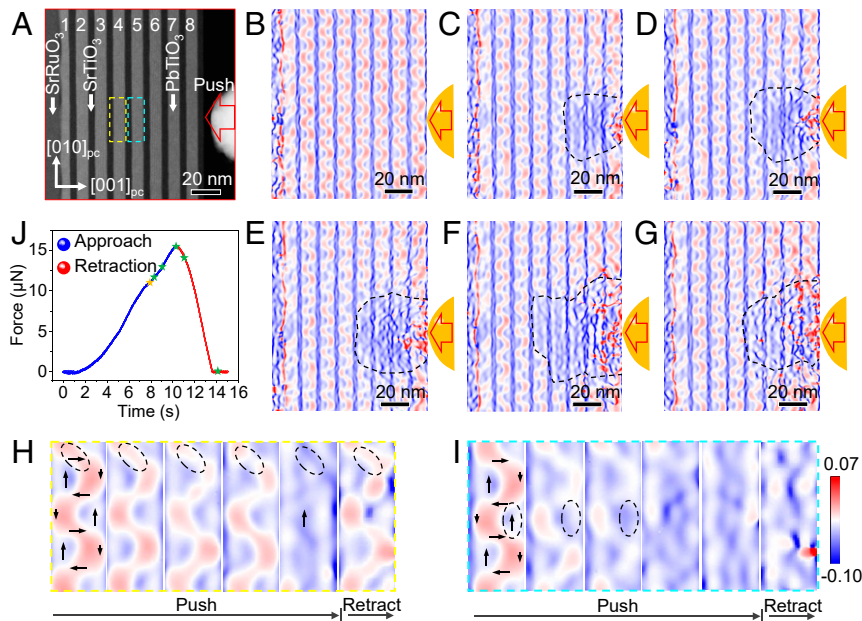 A
1 2 3 4 5 6 7 8
SrRuO3
SrTiO3
PbTiO3
Push
[010]pc
[001]pc
20 nm
B
20 nm
C
20 nm
D
20 nm
J
Approach
Retraction
Force (μN)
15
10
5
0
0 2 4 6 8 10 12 14 16
Time (s)
E
20 nm
F
20 nm
G
20 nm
H
Push
Retract
I
Push
Retract
0.07
-0.10